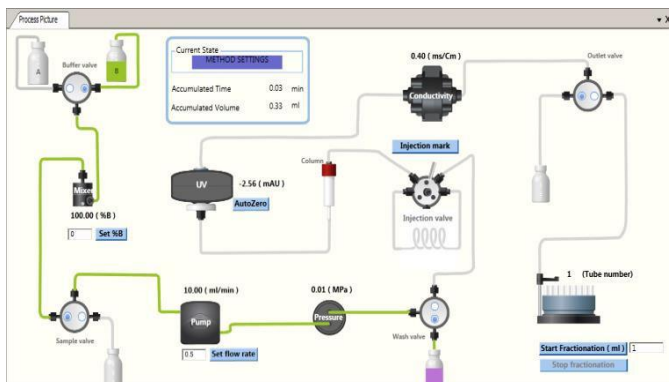 Process Picture
Current State
METHOD SETTINGS
Accumulated Time 0.03 min
Accumulated Volume 0.33 ml
0.40 ( ms/Cm )
Conductivity
Outlet valve
A
B
Buffer valve
Injection mark
Column
UV
-2.56 ( mAU )
AutoZero
Injection valve
Mixer
100.00 (%B)
0 Set %B
1 (Tube number)
10.00 ( ml/min )
0.01 ( MPa )
Pump
Pressure
Sample valve
Wash valve
0.5 Set flow rate
Start Fractionation ( ml ) 1
Stop fractionation